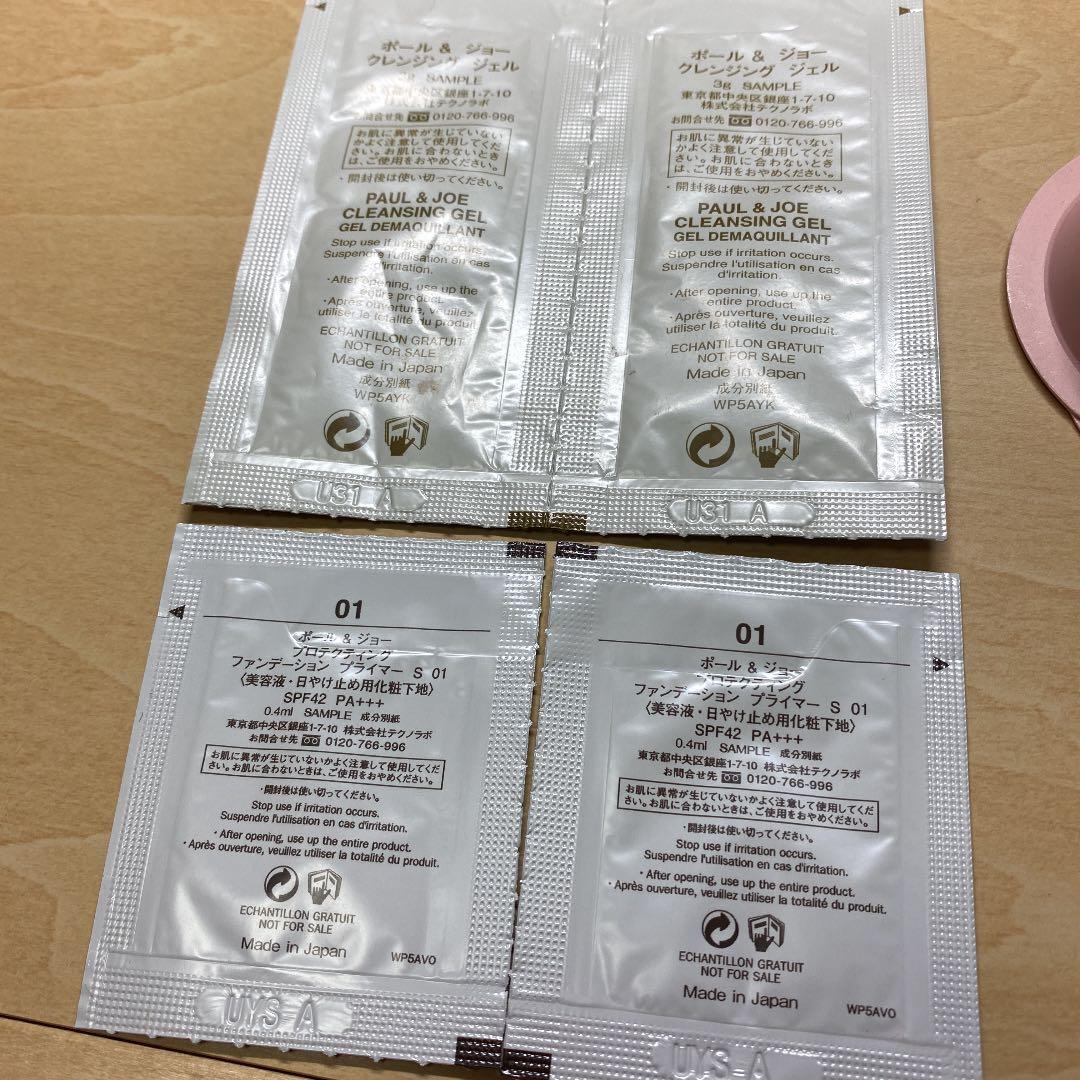 ポール & ジョー
クレンジング ジェル
3g SAMPLE
東京都中央区銀座1-7-10
株式会社テクノラボ
お問合せ先 0120-766-996
お肌に異常が生じていない
かよく注意して使用してくだ
さい。お肌に合わないとき
は、ご使用をおやめください。
・開封後は使い切ってください。
PAUL & JOE
CLEANSING GEL
GEL DEMAQUILLANT
Stop use if irritation occurs.
Suspendre l'utilisation en cas
d'irritation.
・After opening, use up the
entire product.
・Après ouverture, veuillez
utiliser la totalité du produit
ECHANTILLON GRATUIT
NOT FOR SALE
Made in Japan
成分別紙
WP5AYK
U31 A
ポール & ジョー
クレンジング ジェル
3g SAMPLE
東京都中央区銀座1-7-10
株式会社テクノラボ
お問合せ先 0120-766-996
お肌に異常が生じていない
かよく注意して使用してくだ
さい。お肌に合わないとき
は、ご使用をおやめください。
・開封後は使い切ってください。
PAUL & JOE
CLEANSING GEL
GEL DEMAQUILLANT
Stop use if irritation occurs.
Suspendre l'utilisation en cas
d'irritation.
・After opening, use up the
entire product.
・Après ouverture, veuillez
utiliser la totalité du produit.
ECHANTILLON GRATUIT
NOT FOR SALE
Made in Japan
成分別紙
WP5AYK
U31 A
01
ポール & ジョー
プロテクティング
ファンデーション プライマー S 01
〈美容液・日やけ止め用化粧下地〉
SPF42 PA+++
0.4ml SAMPLE 成分別紙
東京都中央区銀座1-7-10 株式会社テクノラボ
お問合せ先 0120-766-996
お肌に異常が生じていないかよく注意して使用してくだ
さい。お肌に合わないときは、ご使用をおやめください。
・開封後は使い切ってください。
Stop use if irritation occurs.
Suspendre l'utilisation en cas d'irritation.
・After opening, use up the entire product.
・Après ouverture, veuillez utiliser la totalité du produit.
ECHANTILLON GRATUIT
NOT FOR SALE
Made in Japan
WP5AVO
UYS A
01
ポール & ジョー
プロテクティング
ファンデーション プライマー S 01
〈美容液・日やけ止め用化粧下地〉
SPF42 PA+++
0.4ml SAMPLE 成分別紙
東京都中央区銀座1-7-10 株式会社テクノラボ
お問合せ先 0120-766-996
お肌に異常が生じていないかよく注意して使用してくだ
さい。お肌に合わないときは、ご使用をおやめください。
・開封後は使い切ってください。
Stop use if irritation occurs.
Suspendre l'utilisation en cas d'irritation.
・After opening, use up the entire product.
・Après ouverture, veuillez utiliser la totalité du produit.
ECHANTILLON GRATUIT
NOT FOR SALE
Made in Japan
WP5AVO
UYS A